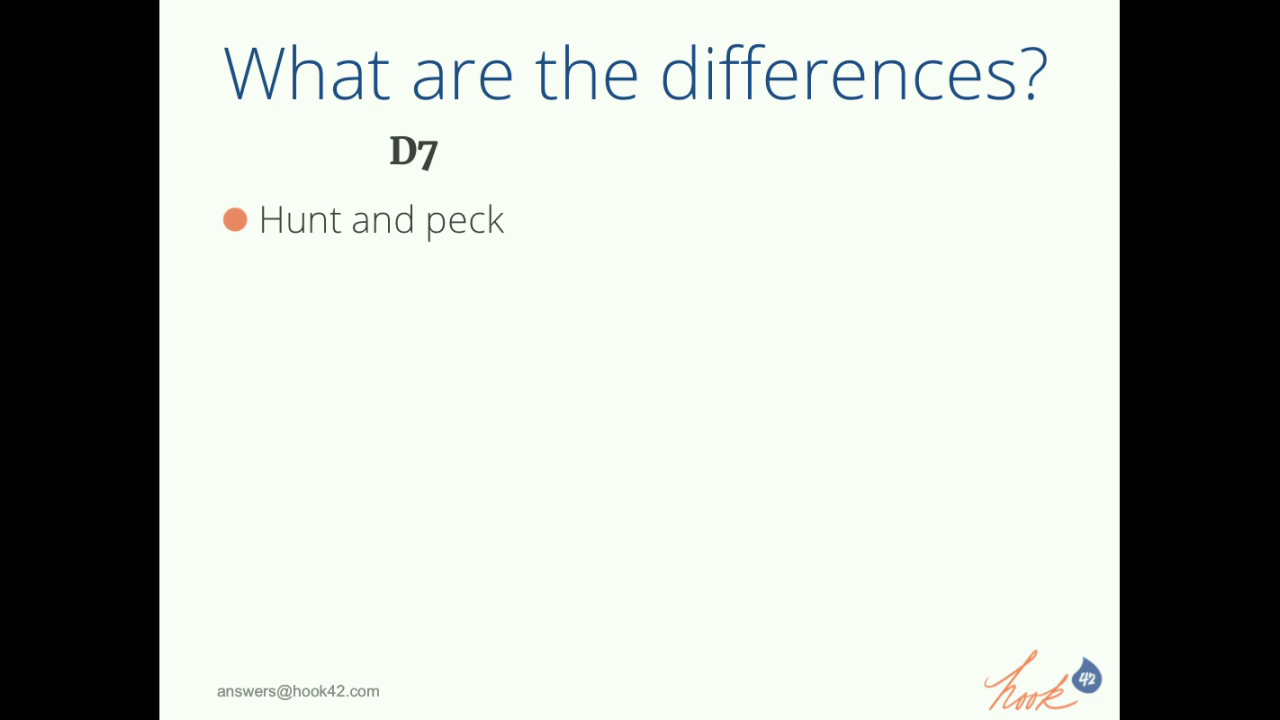 What are the differences?
D7
Hunt and peck
answers@hook42.com
hook 42